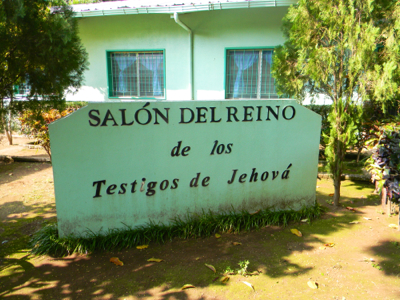 SALÓN DEL REINO
de los
Testigos de Jehová